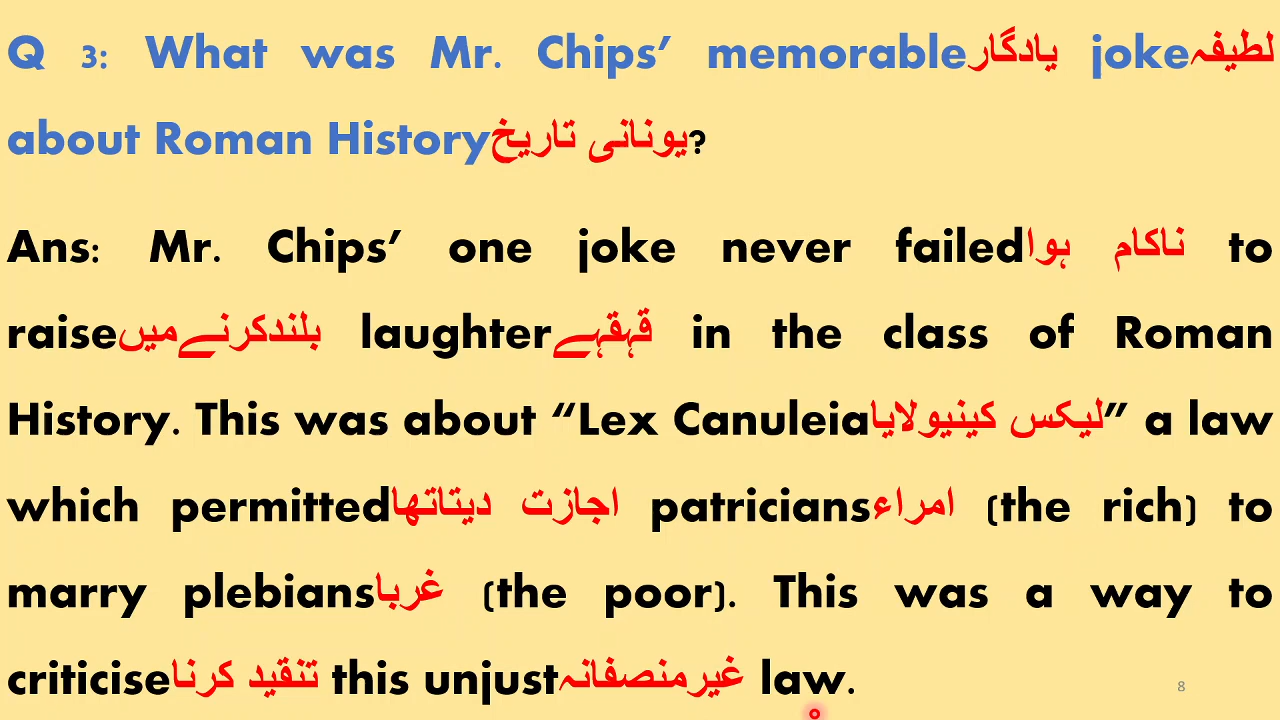 Q 3: What was Mr. Chips’ memorableیادگار jokeلطیفہ
about Roman Historyیونانی تاریخ?
Ans: Mr. Chips’ one joke never failedناکام ہوا to
raiseبلندکرنےمیں laughterقہقہے in the class of Roman
History. This was about “Lex Canuleiaلیکس کینیولایا” a law
which permittedاجازت دیتاتھا patriciansامراء (the rich) to
marry plebiansغربا (the poor). This was a way to
criticiseتنقید کرنا this unjustغیرمنصفانہ law.
8